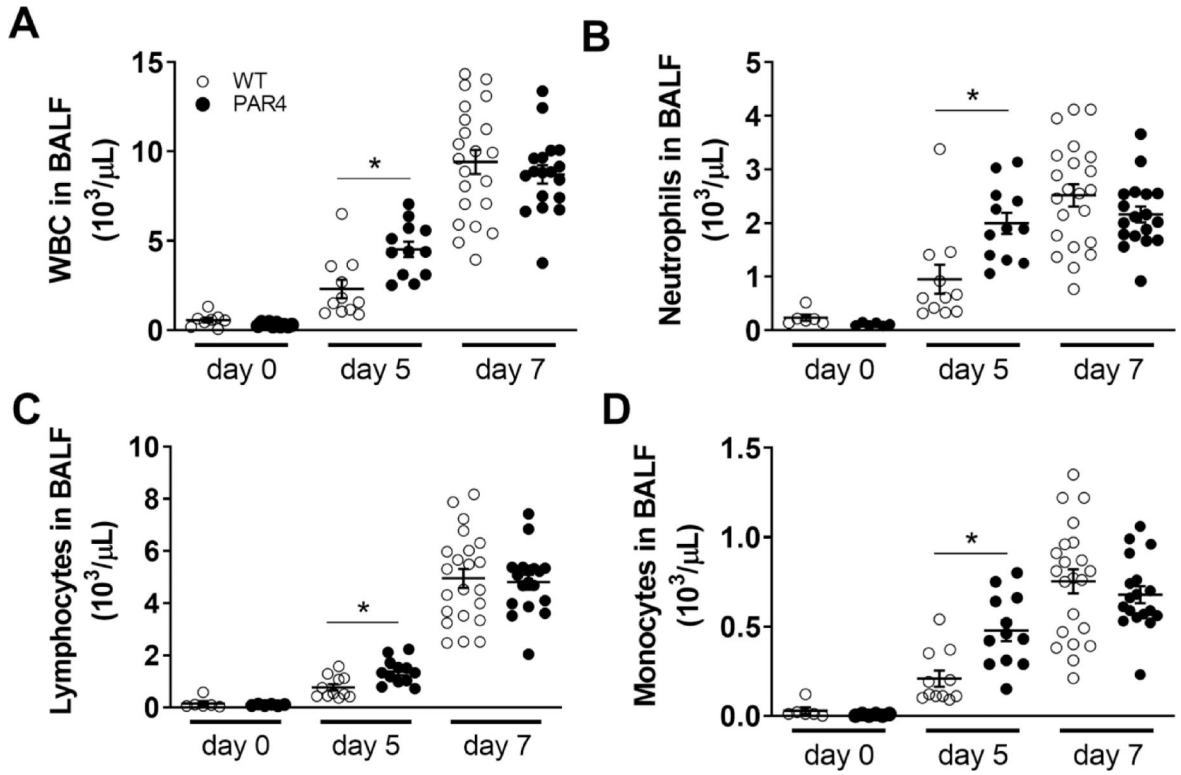 A
WBC in BALF
(10³/µL)
15
10
5
0
WT
PAR4
*
day 0
day 5
day 7
B
Neutrophils in BALF
(10³/µL)
5
4
3
2
1
0
*
day 0
day 5
day 7
C
Lymphocytes in BALF
(10³/µL)
10
8
6
4
2
0
*
day 0
day 5
day 7
D
Monocytes in BALF
(10³/µL)
1.5
1.0
0.5
0.0
*
day 0
day 5
day 7